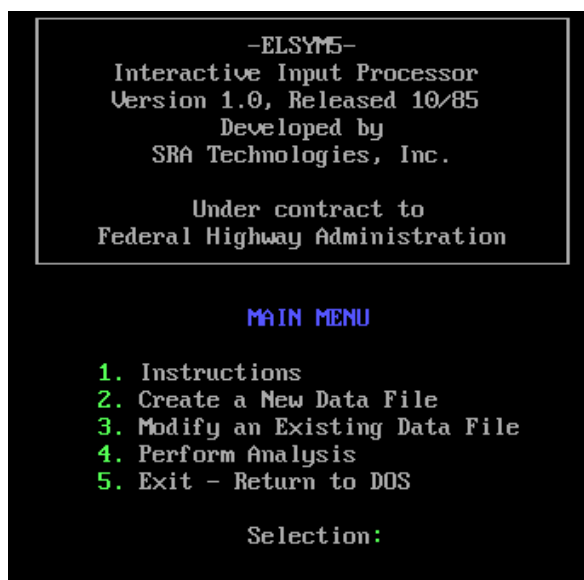 -ELSYM5-
Interactive Input Processor
Version 1.0, Released 10/85
Developed by
SRA Technologies, Inc.
Under contract to
Federal Highway Administration
MAIN MENU
1. Instructions
2. Create a New Data File
3. Modify an Existing Data File
4. Perform Analysis
5. Exit - Return to DOS
Selection: